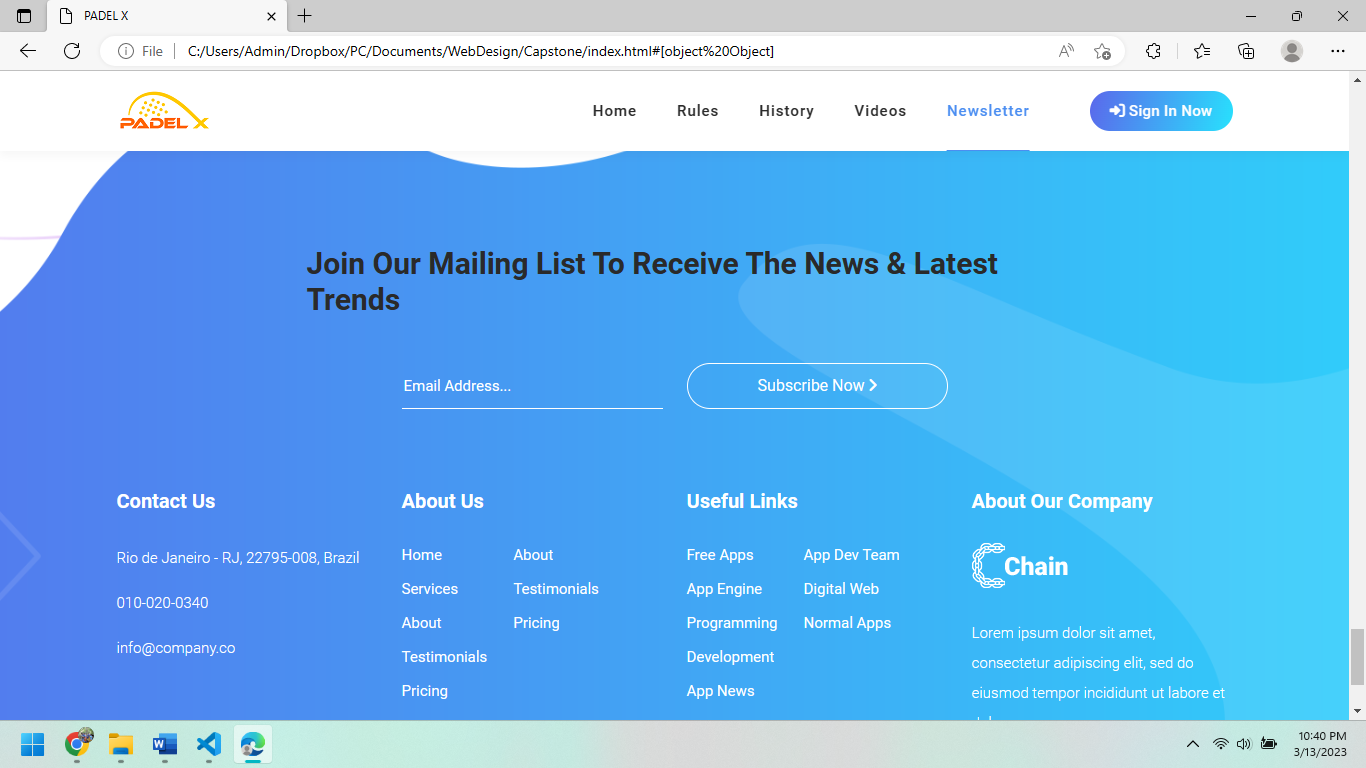 PADEL X
File
C:/Users/Admin/Dropbox/PC/Documents/WebDesign/Capstone/index.html#[object%20Object]
PADEL X
Home Rules History Videos Newsletter
Sign In Now
Join Our Mailing List To Receive The News & Latest
Trends
Email Address...
Subscribe Now
Contact Us
Rio de Janeiro - RJ, 22795-008, Brazil
010-020-0340
info@company.co
About Us
Home
Services
About
Testimonials
Pricing
About
Testimonials
Pricing
Useful Links
Free Apps
App Engine
Programming
Development
App News
App Dev Team
Digital Web
Normal Apps
About Our Company
Chain
Lorem ipsum dolor sit amet,
consectetur adipiscing elit, sed do
eiusmod tempor incididunt ut labore et
10:40 PM
3/13/2023